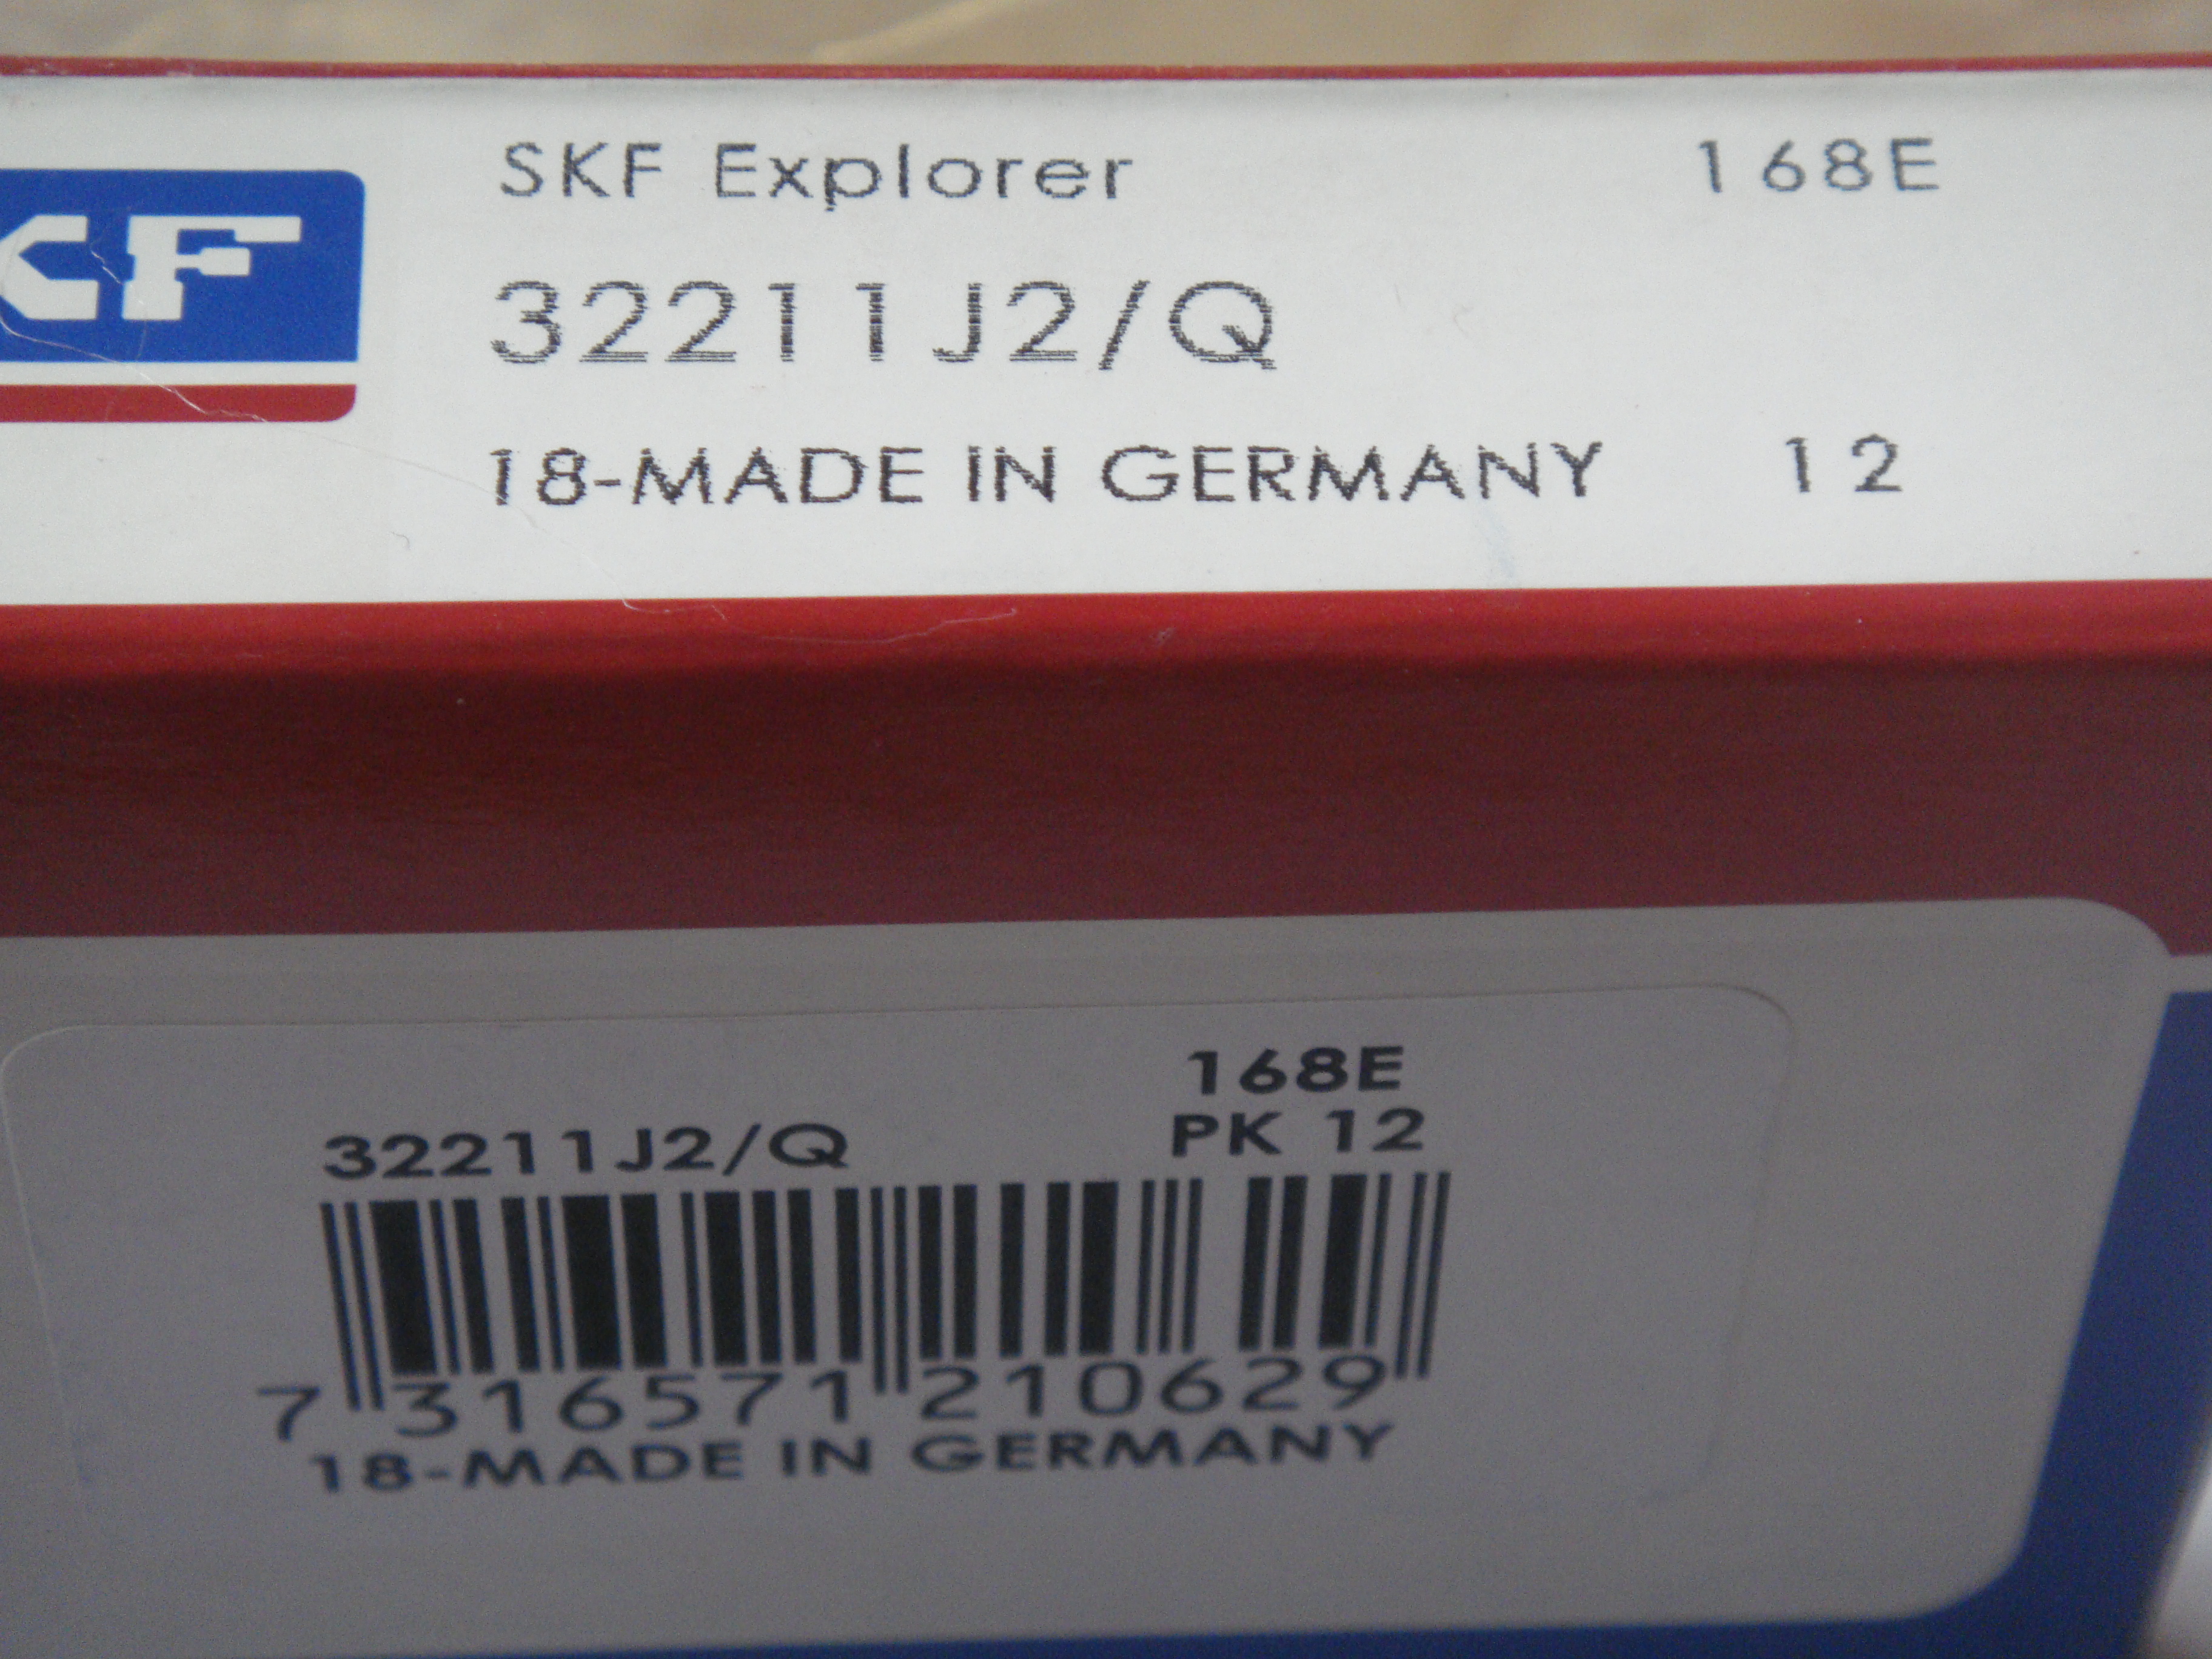 KF
SKF Explorer 168E
32211J2/Q
18-MADE IN GERMANY 12
168E
32211J2/Q PK 12
7 316571 210629
18-MADE IN GERMANY